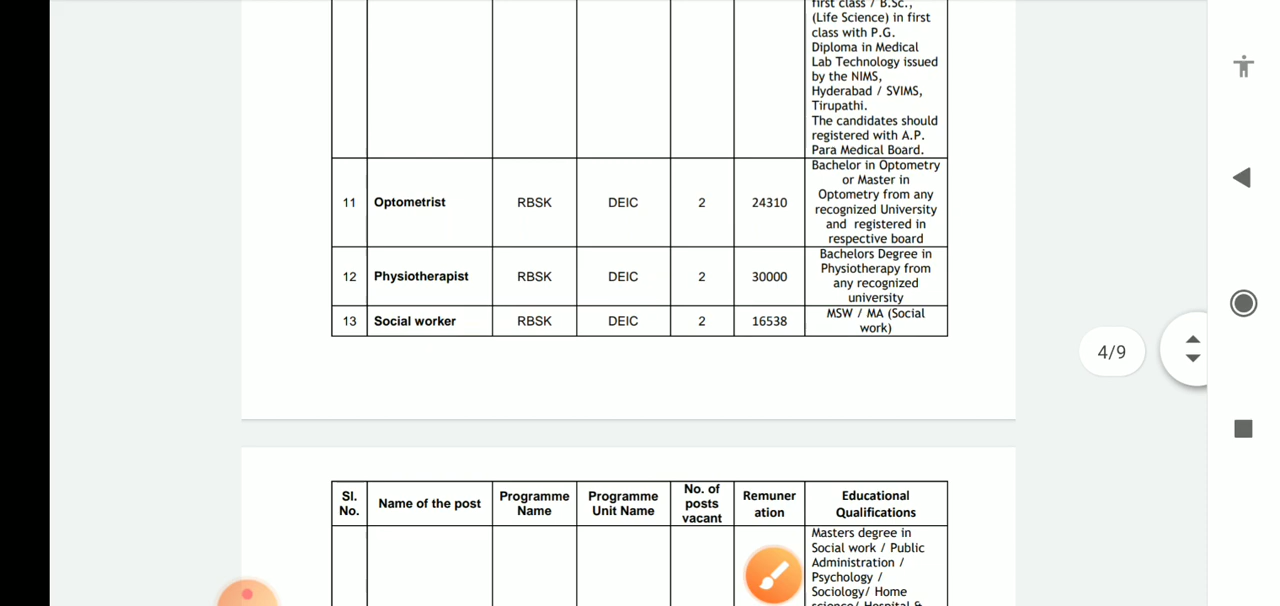 first class / B.Sc.,
(Life Science) in first
class with P.G.
Diploma in Medical
Lab Technology issued
by the NIMS,
Hyderabad / SVIMS,
Tirupathi.
The candidates should
registered with A.P.
Para Medical Board.
11 Optometrist RBSK DEIC 2 24310 Bachelor in Optometry
or Master in
Optometry from any
recognized University
and registered in
respective board
12 Physiotherapist RBSK DEIC 2 30000 Bachelors Degree in
Physiotherapy from
any recognized
university
13 Social worker RBSK DEIC 2 16538 MSW / MA (Social
work)
4/9
Sl.
No.
Name of the post
Programme
Name
Programme
Unit Name
No. of
posts
vacant
Remuner
ation
Educational
Qualifications
Masters degree in
Social work / Public
Administration /
Psychology /
Sociology/ Home
science/ Hospital &